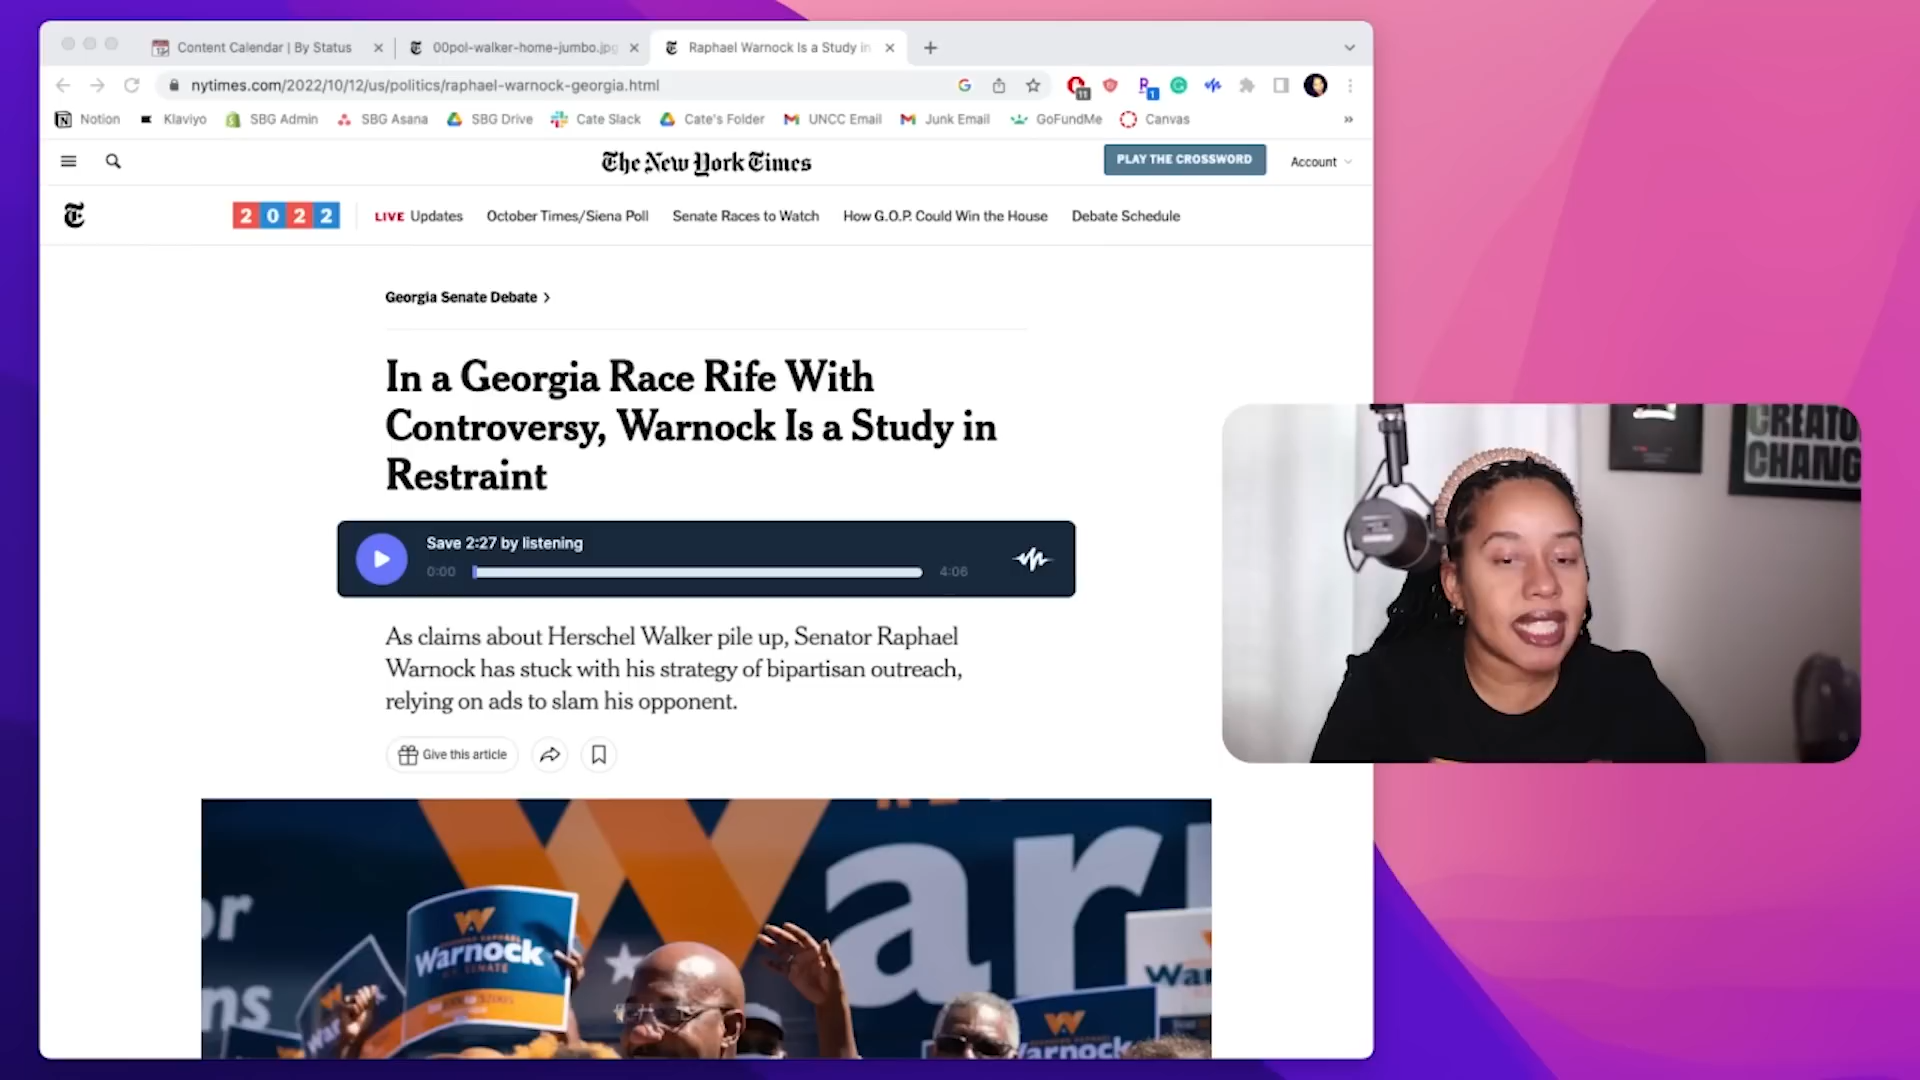 Content Calendar | By Status
00pol-walker-home-jumbo.jpg
Raphael Warnock Is a Study in
nytimes.com/2022/10/12/us/politics/raphael-warnock-georgia.html
11
1
Notion
Klaviyo
SBG Admin
SBG Asana
SBG Drive
Cate Slack
Cate's Folder
UNCC Email
Junk Email
GoFundMe
Canvas
The New York Times
PLAY THE CROSSWORD
Account
2022
LIVE Updates
October Times/Siena Poll
Senate Races to Watch
How G.O.P. Could Win the House
Debate Schedule
Georgia Senate Debate >
In a Georgia Race Rife With
Controversy, Warnock Is a Study in
Restraint
Save 2:27 by listening
0:00
4:06
As claims about Herschel Walker pile up, Senator Raphael
Warnock has stuck with his strategy of bipartisan outreach,
relying on ads to slam his opponent.
Give this article
CREATO
CHANG
War
or
ns
Warnock
Warnock